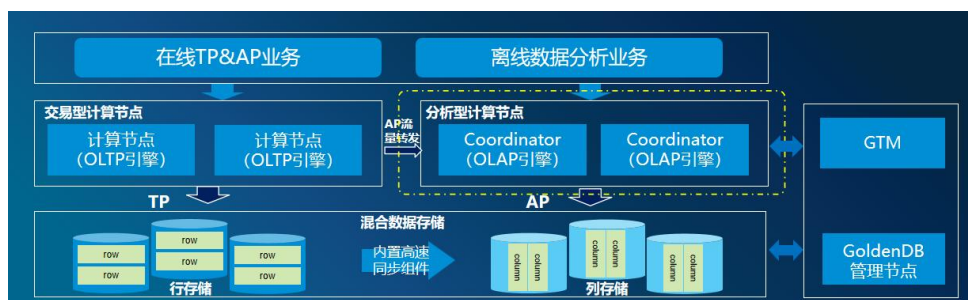 在线TP&AP业务
离线数据分析业务
交易型计算节点
计算节点
(OLTP引擎)
计算节点
(OLTP引擎)
AP流
量转发
分析型计算节点
Coordinator
(OLAP引擎)
Coordinator
(OLAP引擎)
GTM
TP
AP
混合数据存储
row
row
row
row
row
row
行存储
内置高速
同步组件
column
column
column
column
column
column
列存储
GoldenDB
管理节点